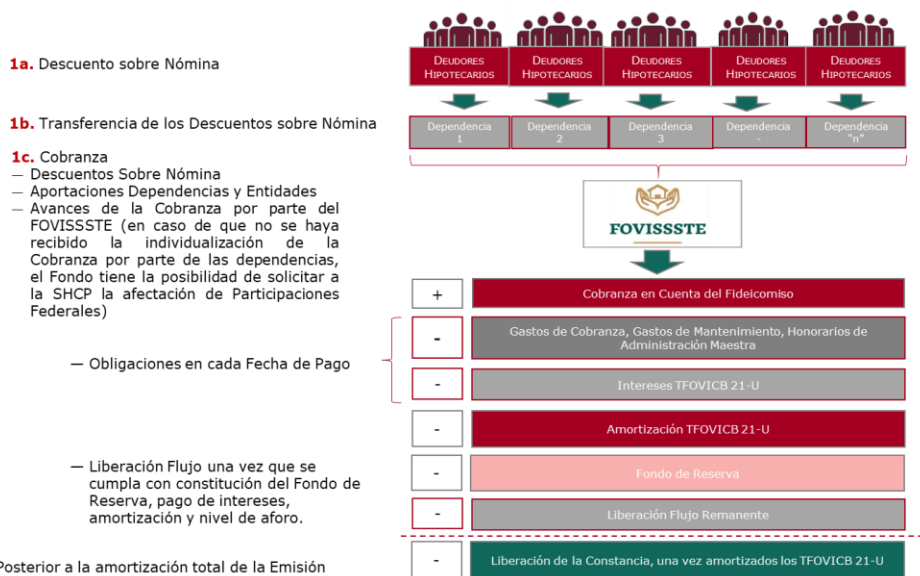 1a. Descuento sobre Nómina
DEUDORES
HIPOTECARIOS
DEUDORES
HIPOTECARIOS
DEUDORES
HIPOTECARIOS
DEUDORES
HIPOTECARIOS
DEUDORES
HIPOTECARIOS
1b. Transferencia de los Descuentos sobre Nómina
Dependencia
1
Dependencia
2
Dependencia
3
Dependencia
-
Dependencia
"n"
1c. Cobranza
— Descuentos Sobre Nómina
— Aportaciones Dependencias y Entidades
— Avances de la Cobranza por parte del
FOVISSSTE (en caso de que no se haya
recibido la individualización de la
Cobranza por parte de las dependencias,
el Fondo tiene la posibilidad de solicitar a
la SHCP la afectación de Participaciones
Federales)
FOVISSSTE
+
Cobranza en Cuenta del Fideicomiso
-
Gastos de Cobranza, Gastos de Mantenimiento, Honorarios de
Administración Maestra
— Obligaciones en cada Fecha de Pago
-
Intereses TFOVICB 21-U
-
Amortización TFOVICB 21-U
— Liberación Flujo una vez que se
cumpla con constitución del Fondo de
Reserva, pago de intereses,
amortización y nivel de aforo.
-
Fondo de Reserva
-
Liberación Flujo Remanente
Posterior a la amortización total de la Emisión
-
Liberación de la Constancia, una vez amortizados los TFOVICB 21-U